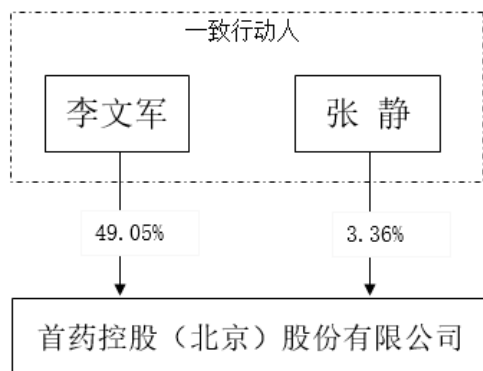 一致行动人
李文军
张 静
49.05%
3.36%
首药控股（北京）股份有限公司